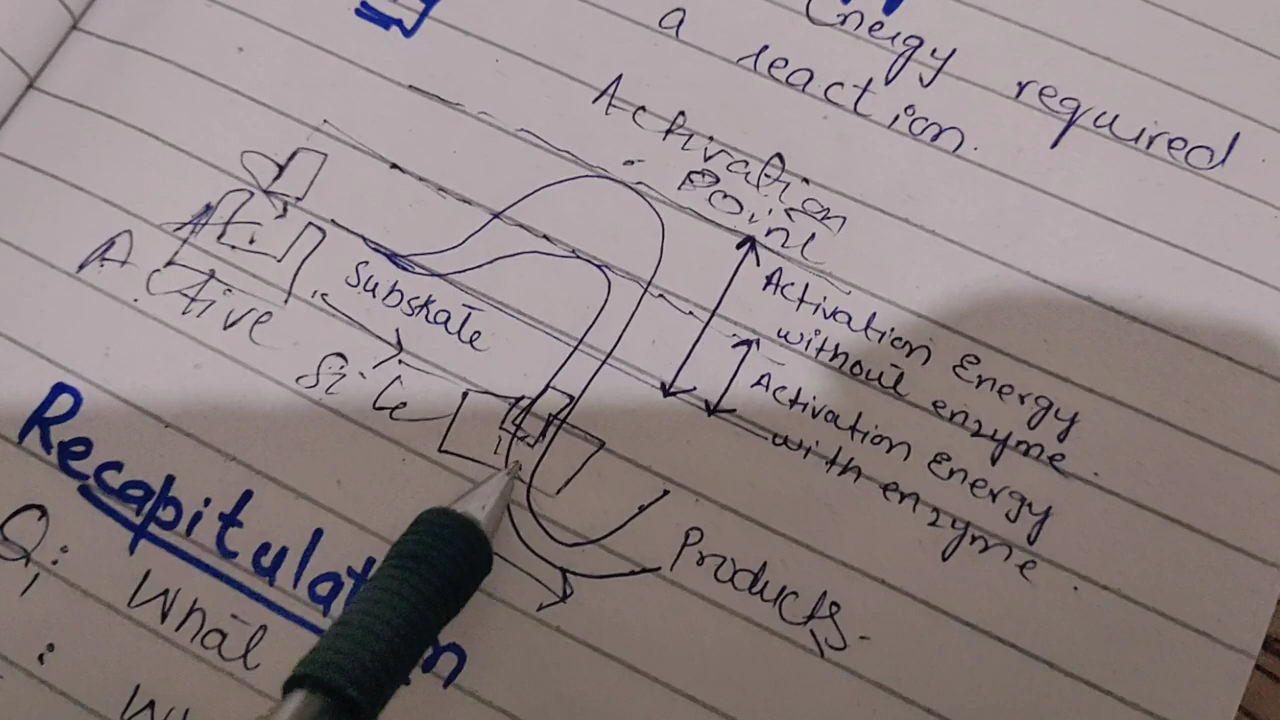 Energy required
a reaction.
Activation
Point
Substrate
Active
Site
Activation Energy
without enzyme.
Activation Energy
with enzyme.
Products.
Recapitulation
Q: What